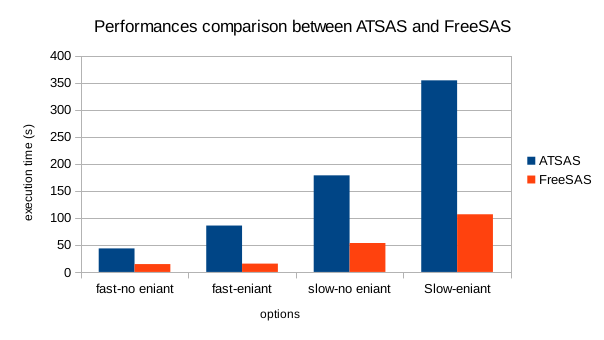 Performances comparison between ATSAS and FreeSAS
400
350
300
250
200
150
100
50
0
execution time (s)
fast-no eniant
fast-eniant
slow-no eniant
Slow-eniant
options
ATSAS
FreeSAS